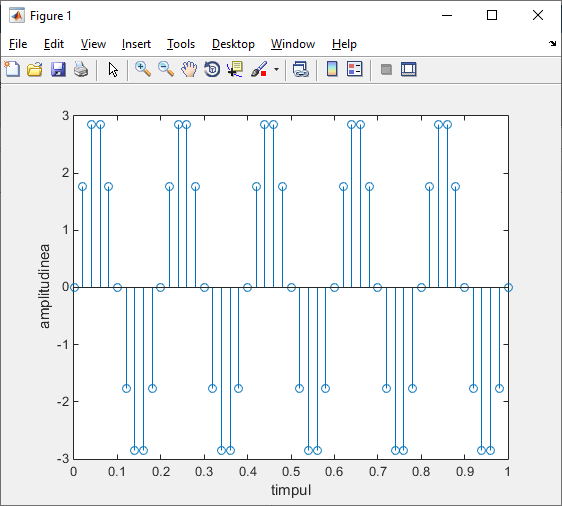 Figure 1
File Edit View Insert Tools Desktop Window Help
3
2
1
0
-1
-2
-3
amplitudinea
0 0.1 0.2 0.3 0.4 0.5 0.6 0.7 0.8 0.9 1
timpul